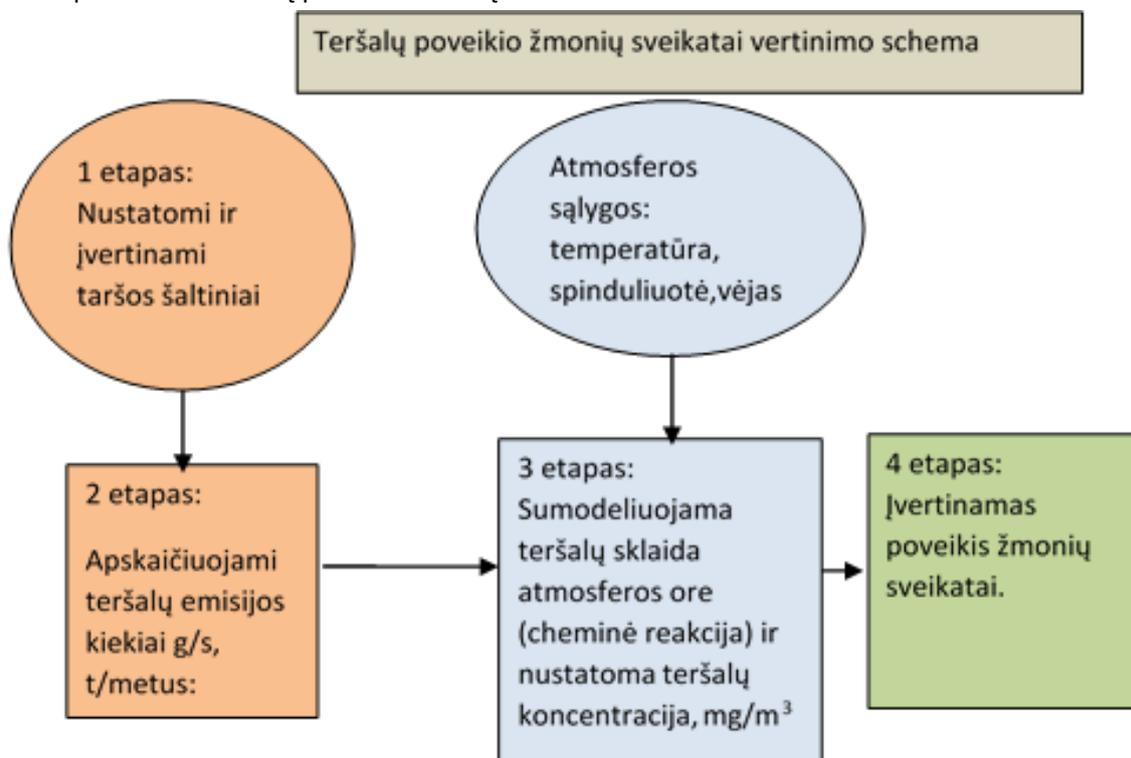 Teršalų poveikio žmonių sveikatai vertinimo schema
1 etapas:
Nustatomi ir
įvertinami
taršos šaltiniai
Atmosferos
sąlygos:
temperatūra,
spinduliuotė,vėjas
2 etapas:
Apskaičiuojami
teršalų emisijos
kiekiai g/s,
t/metus:
3 etapas:
Sumodeliuojama
teršalų sklaida
atmosferos ore
(cheminė reakcija) ir
nustatoma teršalų
koncentracija, mg/m³
4 etapas:
Įvertinamas
poveikis žmonių
sveikatai.